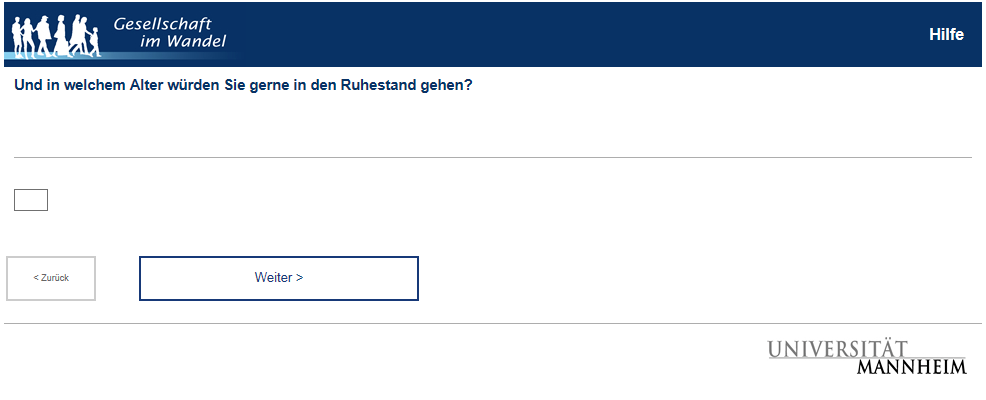 Gesellschaft
im Wandel
Hilfe
Und in welchem Alter würden Sie gerne in den Ruhestand gehen?
< Zurück
Weiter >
UNIVERSITÄT
MANNHEIM